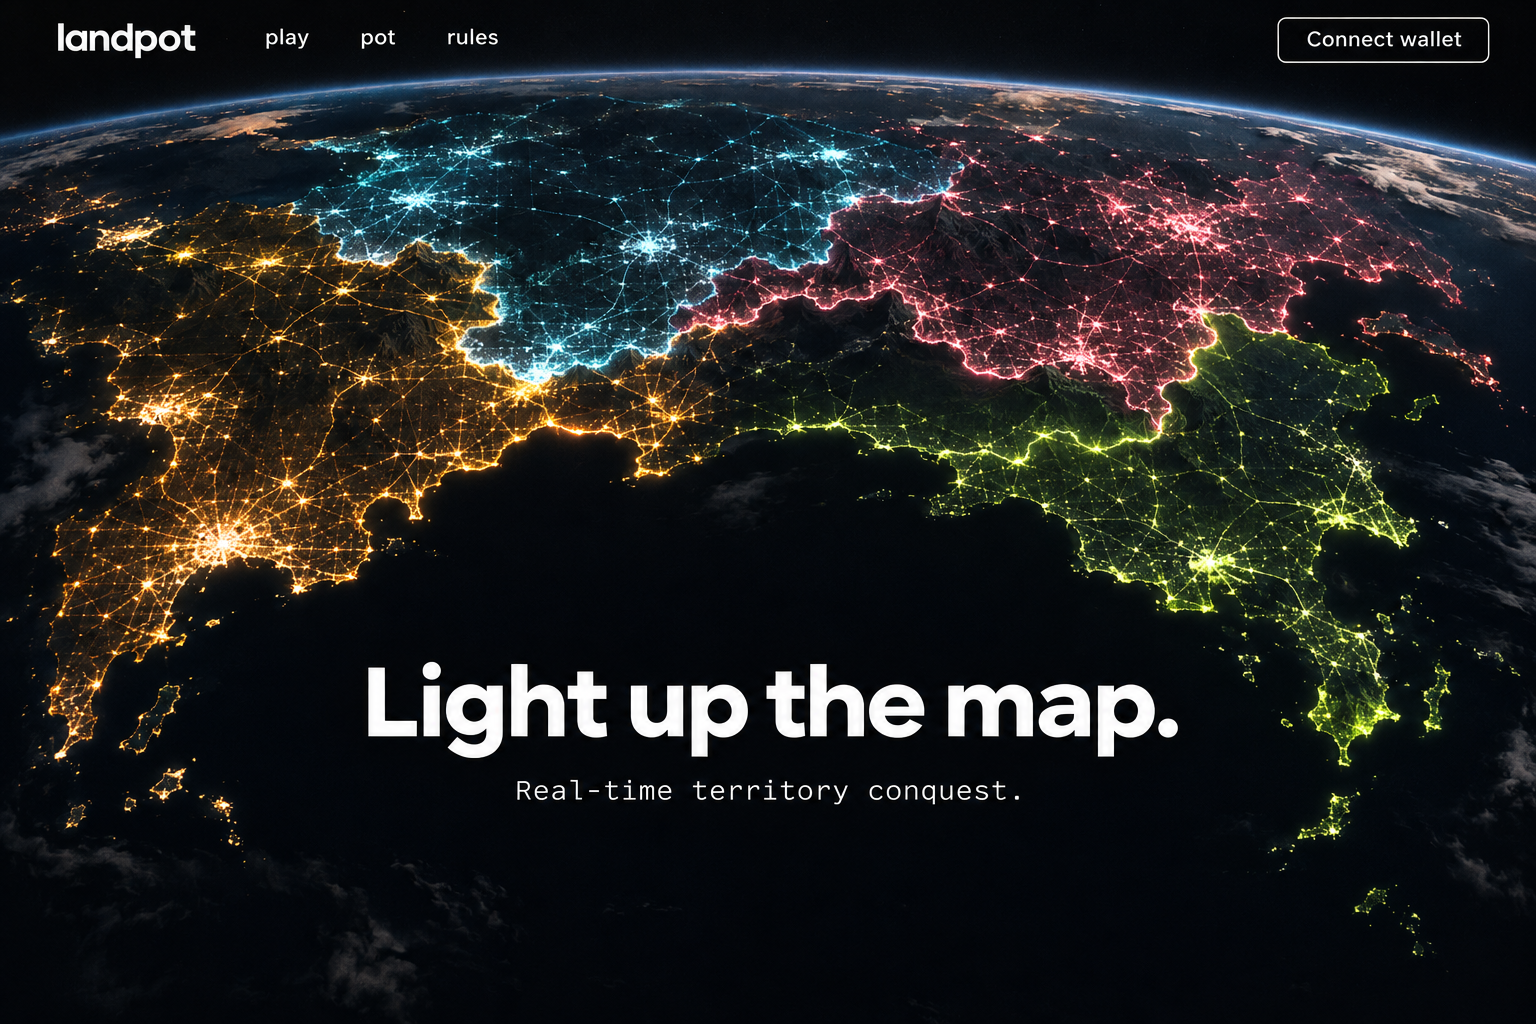 landpot
play
pot
rules
Connect wallet
Light up the map.
Real-time territory conquest.